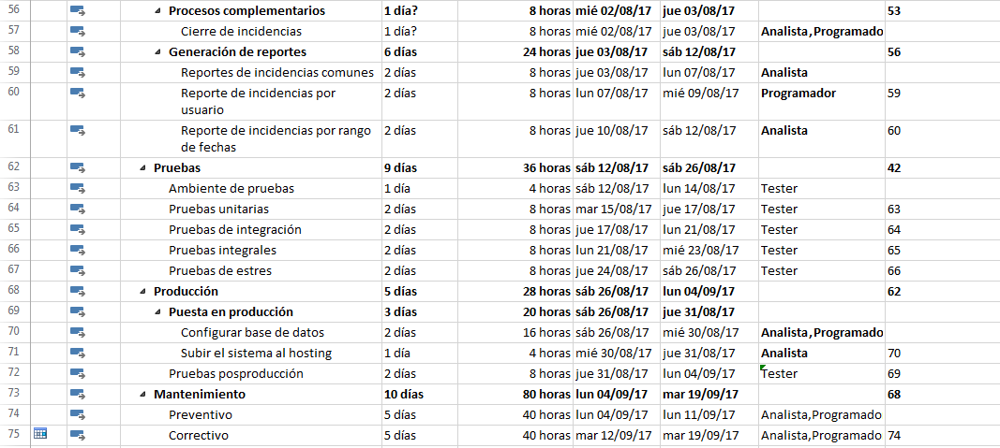 56 Procesos complementarios 1 día? 8 horas mié 02/08/17 jue 03/08/17 53
57 Cierre de incidencias 1 día? 8 horas mié 02/08/17 jue 03/08/17 Analista,Programado
58 Generación de reportes 6 días 24 horas jue 03/08/17 sáb 12/08/17 56
59 Reportes de incidencias comunes 2 días 8 horas jue 03/08/17 lun 07/08/17 Analista
60 Reporte de incidencias por 2 días 8 horas lun 07/08/17 mié 09/08/17 Programador 59
usuario
61 Reporte de incidencias por rango 2 días 8 horas jue 10/08/17 sáb 12/08/17 Analista 60
de fechas
62 Pruebas 9 días 36 horas sáb 12/08/17 sáb 26/08/17 42
63 Ambiente de pruebas 1 día 4 horas sáb 12/08/17 lun 14/08/17 Tester
64 Pruebas unitarias 2 días 8 horas mar 15/08/17 jue 17/08/17 Tester 63
65 Pruebas de integración 2 días 8 horas jue 17/08/17 lun 21/08/17 Tester 64
66 Pruebas integrales 2 días 8 horas lun 21/08/17 mié 23/08/17 Tester 65
67 Pruebas de estres 2 días 8 horas jue 24/08/17 sáb 26/08/17 Tester 66
68 Producción 5 días 28 horas sáb 26/08/17 lun 04/09/17 62
69 Puesta en producción 3 días 20 horas sáb 26/08/17 jue 31/08/17
70 Configurar base de datos 2 días 16 horas sáb 26/08/17 mié 30/08/17 Analista,Programado
71 Subir el sistema al hosting 1 día 4 horas mié 30/08/17 jue 31/08/17 Analista 70
72 Pruebas posproducción 2 días 8 horas jue 31/08/17 lun 04/09/17 Tester 69
73 Mantenimiento 10 días 80 horas lun 04/09/17 mar 19/09/17 68
74 Preventivo 5 días 40 horas lun 04/09/17 lun 11/09/17 Analista,Programado
75 Correctivo 5 días 40 horas mar 12/09/17 mar 19/09/17 Analista,Programado 74